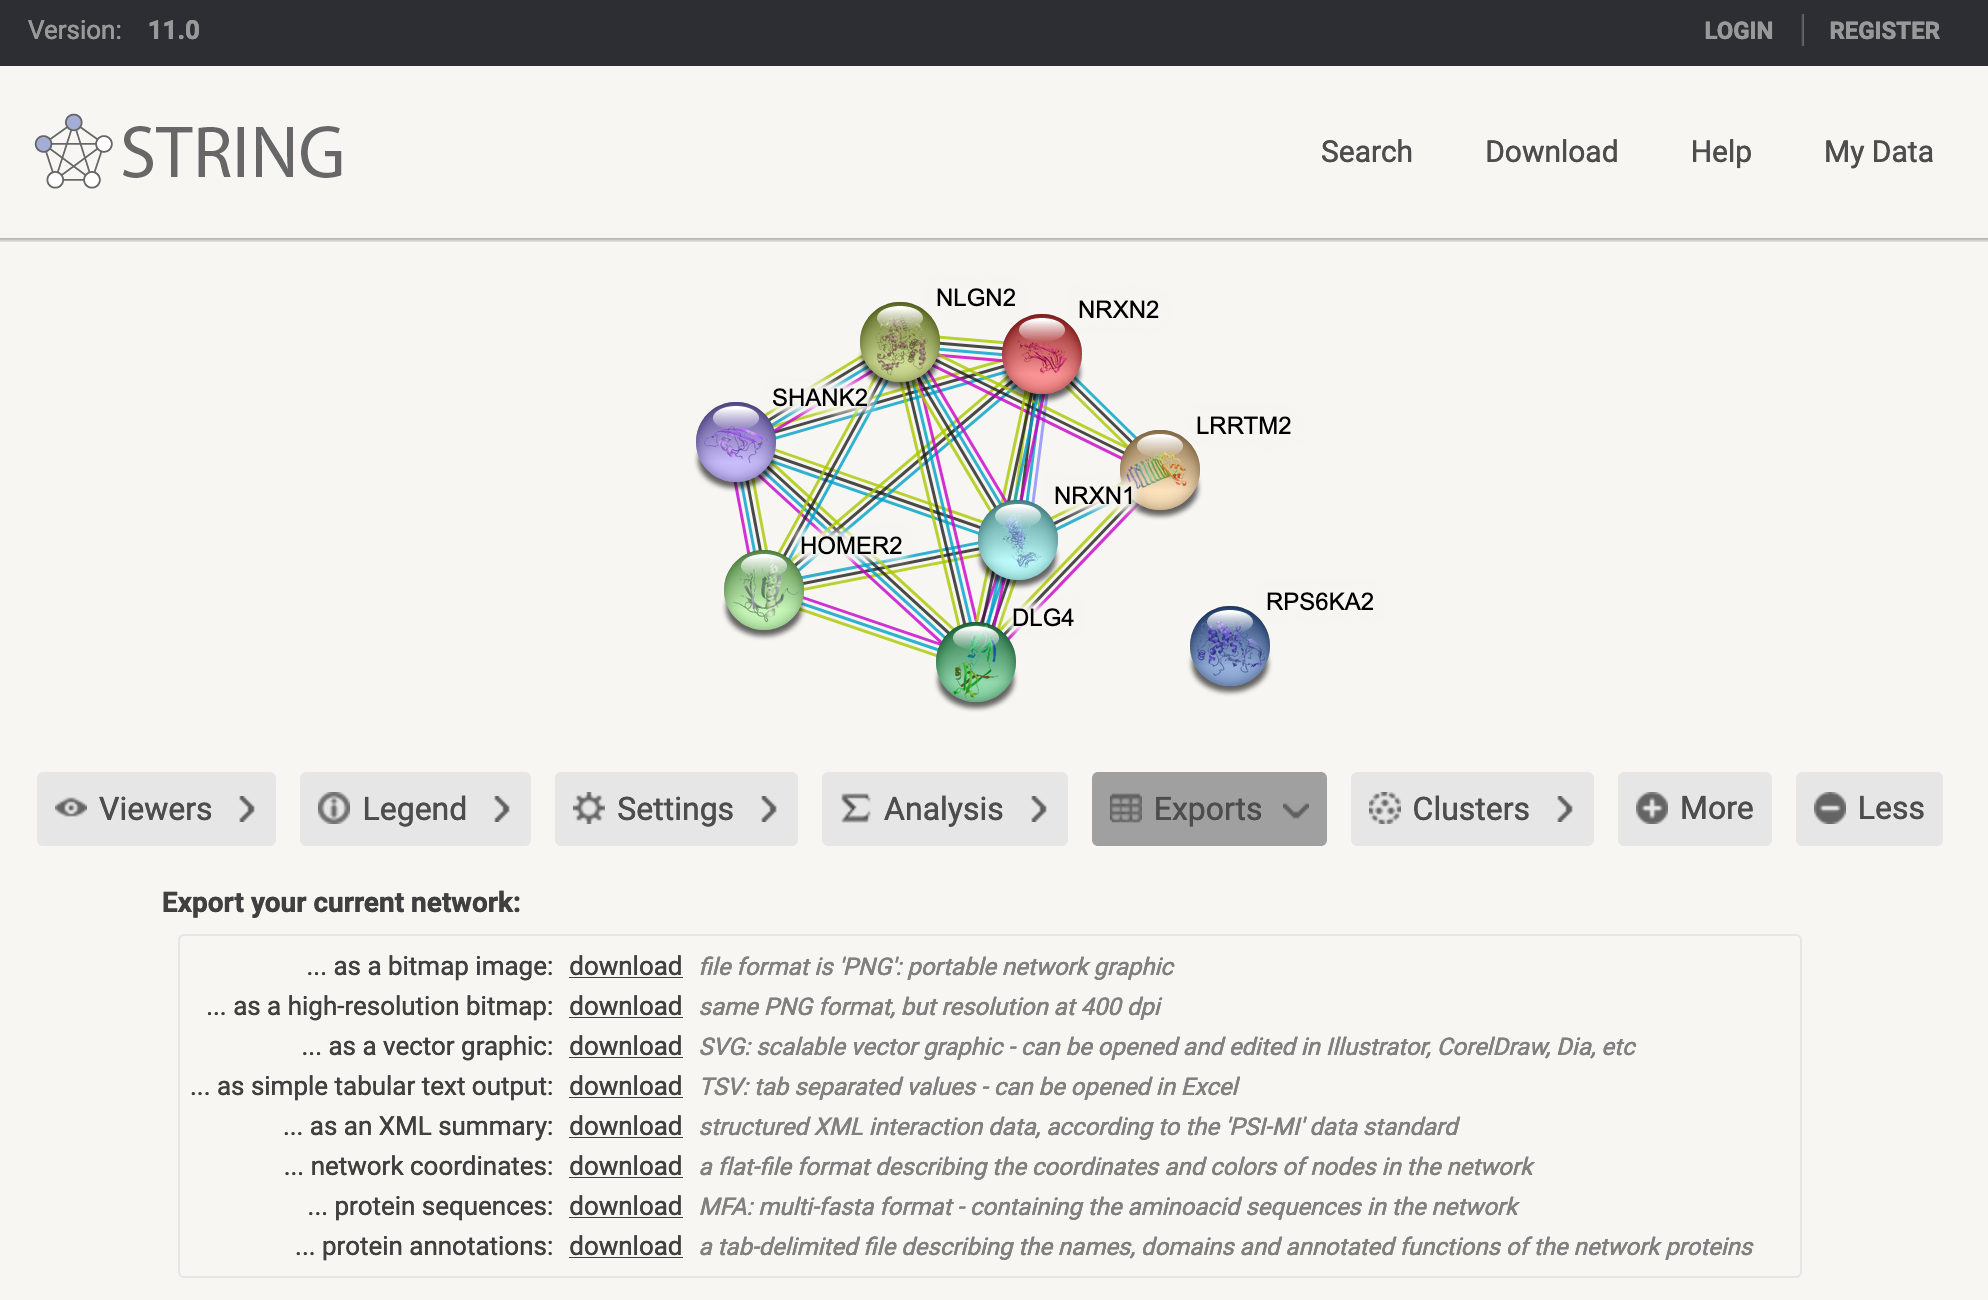 Version: 11.0
LOGIN
REGISTER
STRING
Search
Download
Help
My Data
NLGN2
NRXN2
SHANK2
LRRTM2
NRXN1
HOMER2
RPS6KA2
DLG4
Viewers
Legend
Settings
Analysis
Exports
Clusters
More
Less
Export your current network:
... as a bitmap image: download file format is 'PNG': portable network graphic
... as a high-resolution bitmap: download same PNG format, but resolution at 400 dpi
... as a vector graphic: download SVG: scalable vector graphic - can be opened and edited in Illustrator, CorelDraw, Dia, etc
... as simple tabular text output: download TSV: tab separated values - can be opened in Excel
... as an XML summary: download structured XML interaction data, according to the 'PSI-MI' data standard
... network coordinates: download a flat-file format describing the coordinates and colors of nodes in the network
... protein sequences: download MFA: multi-fasta format - containing the aminoacid sequences in the network
... protein annotations: download a tab-delimited file describing the names, domains and annotated functions of the network proteins